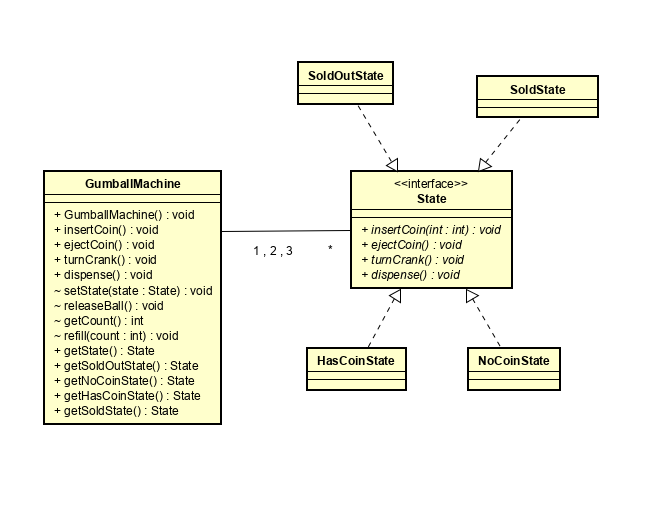 SoldOutState
SoldState
GumballMachine
+ GumballMachine() : void
+ insertCoin() : void
+ ejectCoin() : void
+ turnCrank() : void
+ dispense() : void
~ setState(state : State) : void
~ releaseBall() : void
~ getCount() : int
~ refill(count : int) : void
+ getState() : State
+ getSoldOutState() : State
+ getNoCoinState() : State
+ getHasCoinState() : State
+ getSoldState() : State
1 , 2 , 3
*
<<interface>>
State
+ insertCoin(int : int) : void
+ ejectCoin() : void
+ turnCrank() : void
+ dispense() : void
HasCoinState
NoCoinState